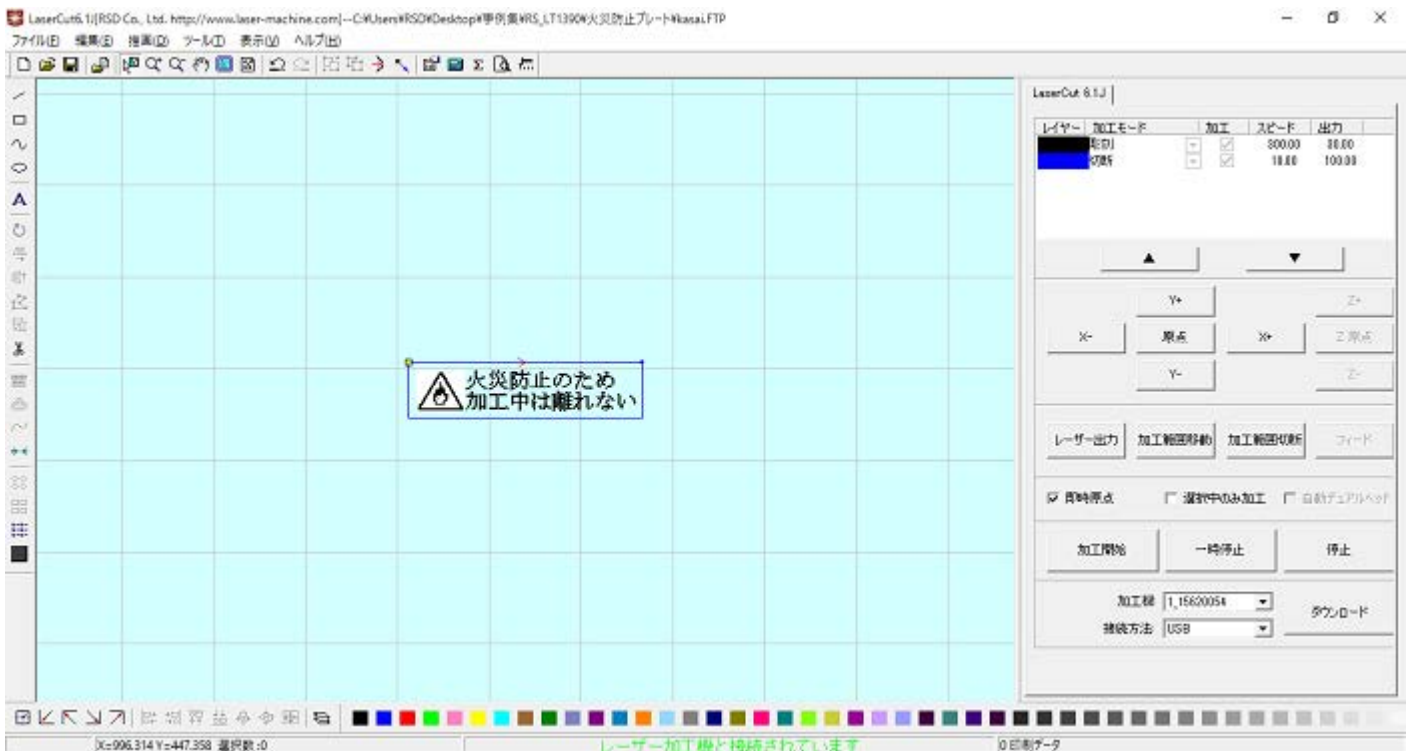 LaserCut6.1J[RSD Co., Ltd. http://www.laser-machine.com]--C:¥Users¥RSD¥Desktop¥事例集¥RS_LT1390¥火災防止プレート¥kasai.FTP
ファイル(F) 編集(E) 描画(D) ツール(T) 表示(V) ヘルプ(H)
LaserCut 6.1J
レイヤー 加工モード 加工 スピード 出力
彫刻 300.00 30.00
切断 10.00 100.00
▲ ▼
Y+ Z+
X- 原点 X+ Z 原点
Y- Z-
火災防止のため
加工中は離れない
レーザー出力 加工範囲移動 加工範囲切断 フィード
即時原点 選択中のみ加工 自動デュアルヘッド
加工開始 一時停止 停止
加工機 1_15620054
ダウンロード
接続方法 USB
X=996.314 Y=447.358 選択数:0 レーザー加工機と接続されています 0 印刷データ